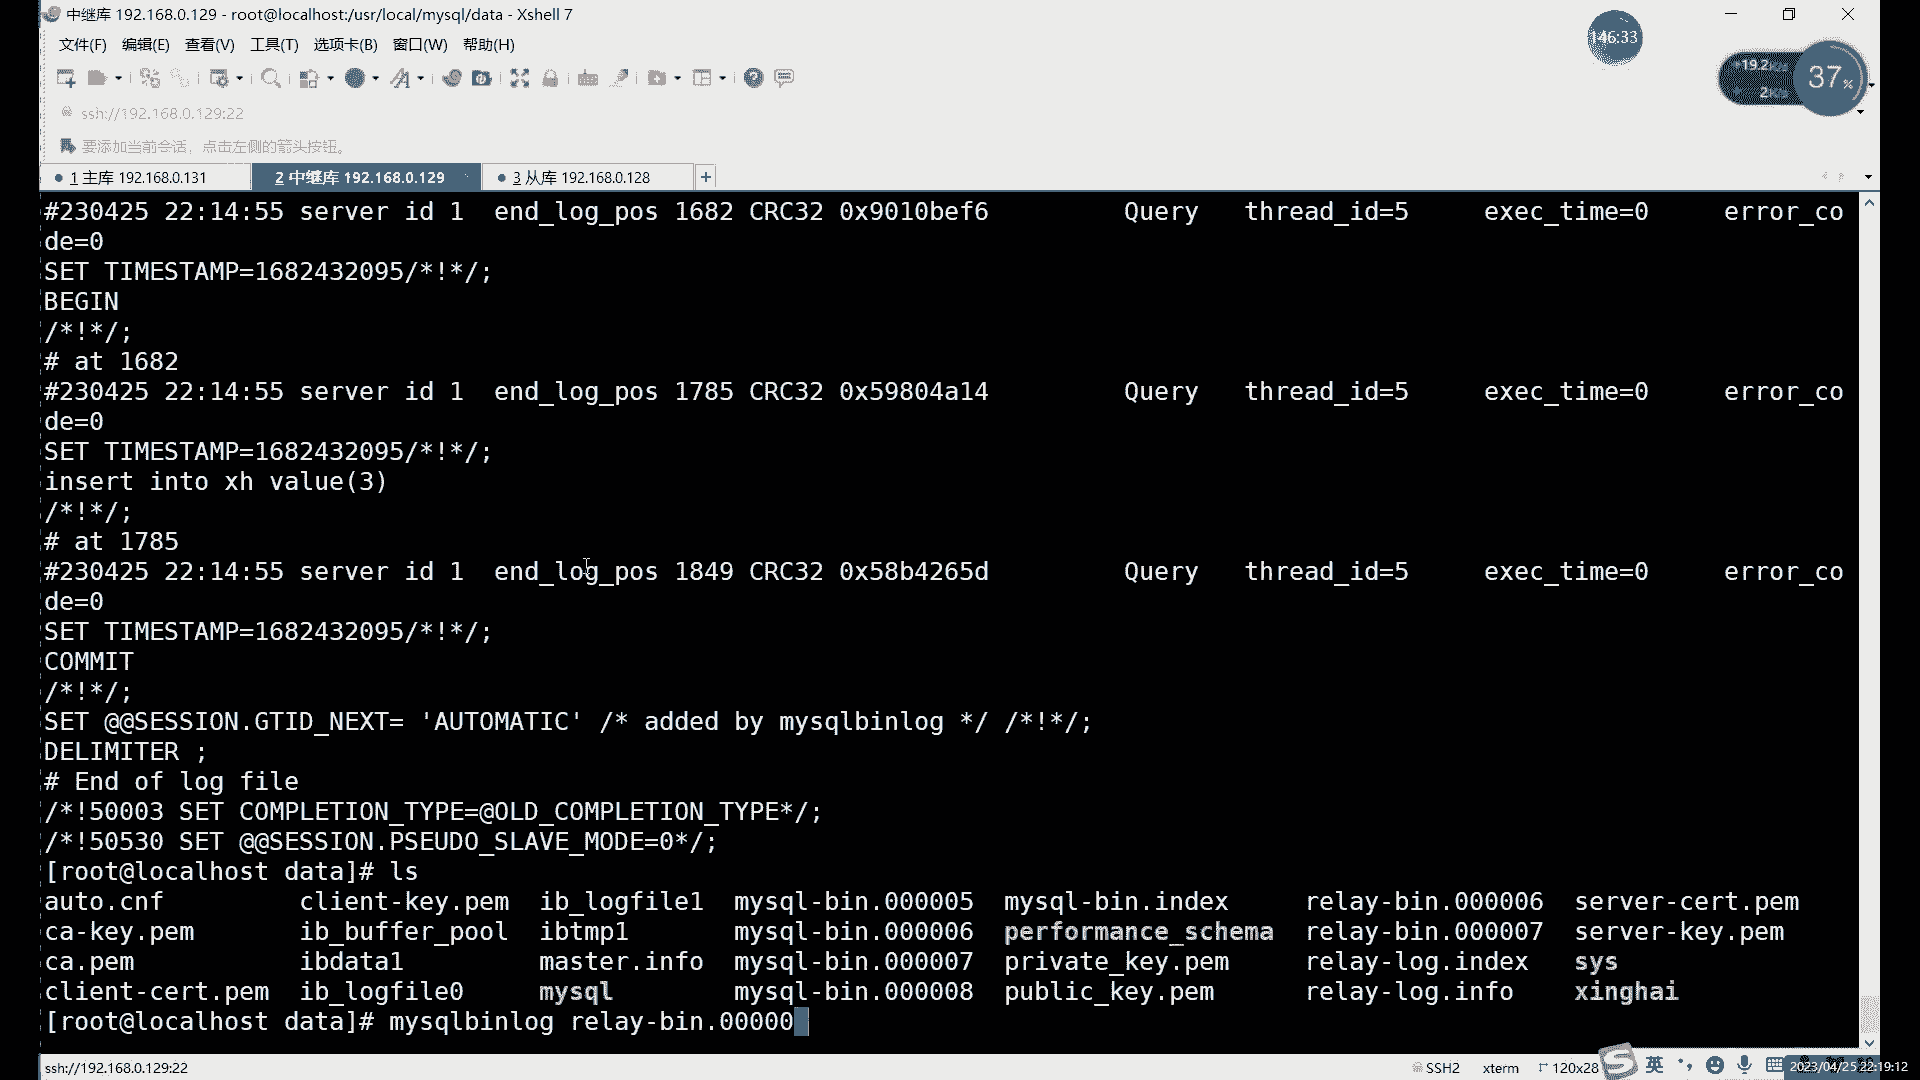 中继库 192.168.0.129 - root@localhost:/usr/local/mysql/data - Xshell 7
146:33
文件(F) 编辑(E) 查看(V) 工具(T) 选项卡(B) 窗口(W) 帮助(H)
19.2K/s
37%
2K/s
ssh://192.168.0.129:22
要添加当前会话，点击左侧的箭头按钮。
1 主库 192.168.0.131 2 中继库 192.168.0.129 3 从库 192.168.0.128 +
#230425 22:14:55 server id 1  end_log_pos 1682 CRC32 0x9010bef6 Query thread_id=5 exec_time=0 error_co
de=0
SET TIMESTAMP=1682432095/*!*/;
BEGIN
/*!*/;
# at 1682
#230425 22:14:55 server id 1  end_log_pos 1785 CRC32 0x59804a14 Query thread_id=5 exec_time=0 error_co
de=0
SET TIMESTAMP=1682432095/*!*/;
insert into xh value(3)
/*!*/;
# at 1785
#230425 22:14:55 server id 1  end_log_pos 1849 CRC32 0x58b4265d Query thread_id=5 exec_time=0 error_co
de=0
SET TIMESTAMP=1682432095/*!*/;
COMMIT
/*!*/;
SET @@SESSION.GTID_NEXT= 'AUTOMATIC' /* added by mysqlbinlog */ /*!*/;
DELIMITER ;
# End of log file
/*!50003 SET COMPLETION_TYPE=@OLD_COMPLETION_TYPE*/;
/*!50530 SET @@SESSION.PSEUDO_SLAVE_MODE=0*/;
[root@localhost data]# ls
auto.cnf client-key.pem ib_logfile1 mysql-bin.000005 mysql-bin.index relay-bin.000006 server-cert.pem
ca-key.pem ib_buffer_pool ibtmp1 mysql-bin.000006 performance_schema relay-bin.000007 server-key.pem
ca.pem ibdata1 master.info mysql-bin.000007 private_key.pem relay-log.index sys
client-cert.pem ib_logfile0 mysql mysql-bin.000008 public_key.pem relay-log.info xinghai
[root@localhost data]# mysqlbinlog relay-bin.00000
ssh://192.168.0.129:22 SSH2 xterm 120x28 英 2023/04/25 22:19:12